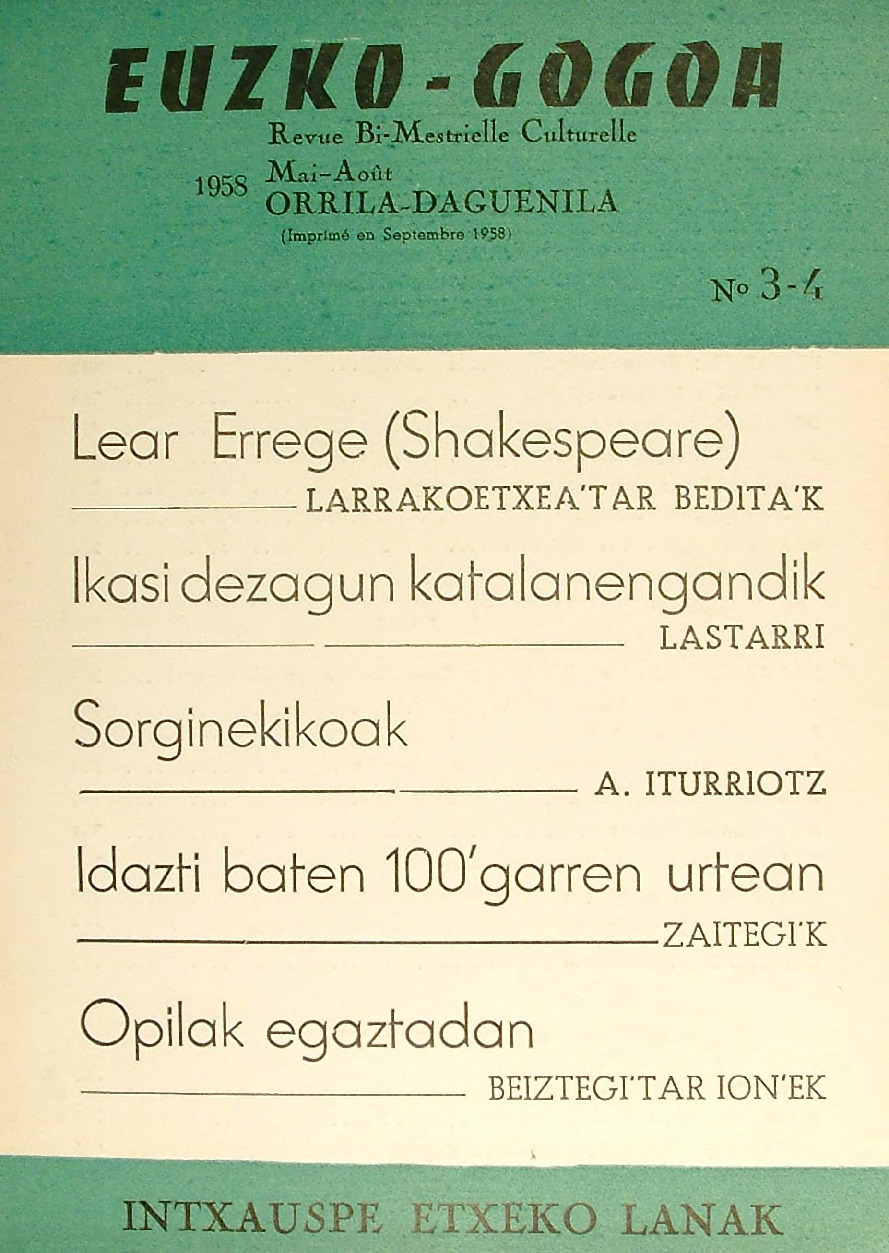 EUZKO-GOGOA
Revue Bi-Mestrielle Culturelle
1958 Mai-Août
ORRILA-DAGUENILA
(Imprimé en Septembre 1958)
Nº 3-4
Lear Errege (Shakespeare)
LARRAKOETXEA'TAR BEDITA'K
Ikasi dezagun katalanengandik
LASTARRI
Sorginekikoak
A. ITURRIOTZ
Idazti baten 100'garren urtean
ZAITEGI'K
Opilak egaztadan
BEIZTEGI'TAR ION'EK
INTXAUSPE ETXEKO LANAK